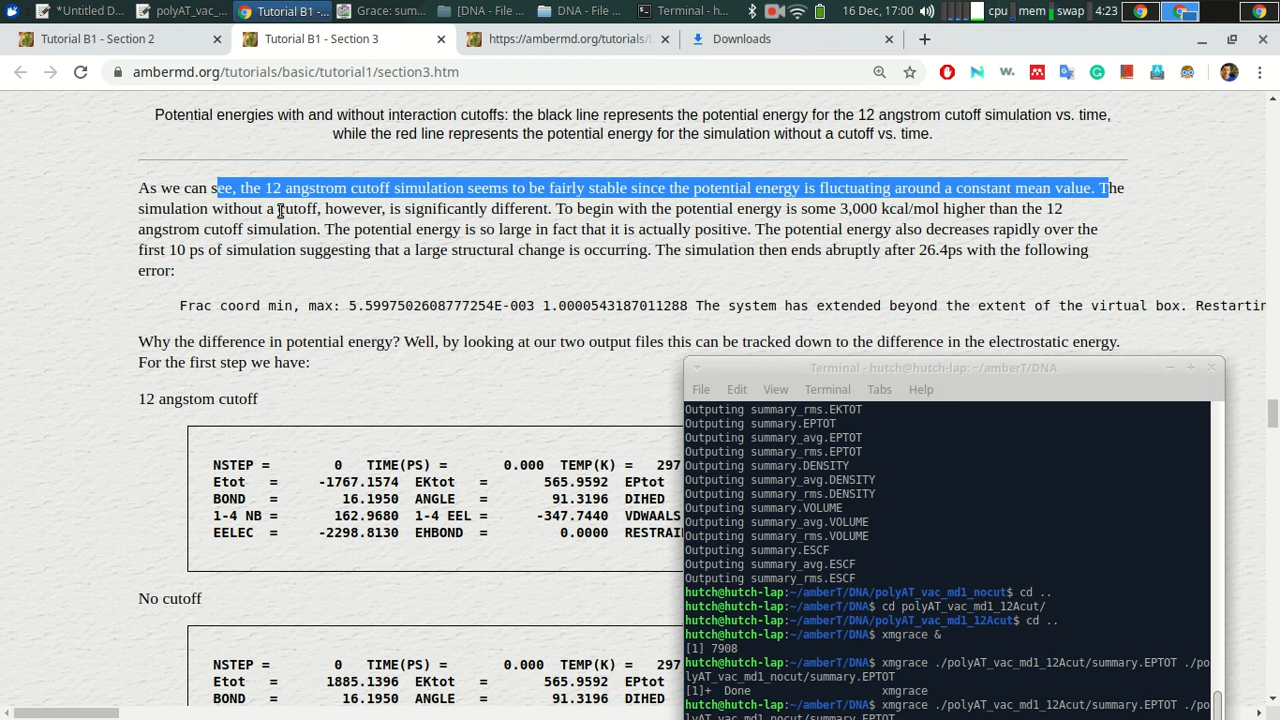 *Untitled D...
polyAT_vac_...
Tutorial B1 -...
Grace: sum...
[DNA - File ...
DNA - File ...
Terminal - h...
16 Dec, 17:00
cpu
mem
swap
4:23
Tutorial B1 - Section 2
Tutorial B1 - Section 3
https://ambermd.org/tutorials/b
Downloads
ambermd.org/tutorials/basic/tutorial1/section3.htm
Potential energies with and without interaction cutoffs: the black line represents the potential energy for the 12 angstrom cutoff simulation vs. time,
while the red line represents the potential energy for the simulation without a cutoff vs. time.
As we can see, the 12 angstrom cutoff simulation seems to be fairly stable since the potential energy is fluctuating around a constant mean value. The
simulation without a cutoff, however, is significantly different. To begin with the potential energy is some 3,000 kcal/mol higher than the 12
angstrom cutoff simulation. The potential energy is so large in fact that it is actually positive. The potential energy also decreases rapidly over the
first 10 ps of simulation suggesting that a large structural change is occurring. The simulation then ends abruptly after 26.4ps with the following
error:
Frac coord min, max: 5.5997502608777254E-003 1.0000543187011288 The system has extended beyond the extent of the virtual box. Restartin
Why the difference in potential energy? Well, by looking at our two output files this can be tracked down to the difference in the electrostatic energy.
For the first step we have:
12 angstom cutoff
NSTEP = 0 TIME(PS) = 0.000 TEMP(K) = 297
Etot = -1767.1574 EKtot = 565.9592 EPtot
BOND = 16.1950 ANGLE = 91.3196 DIHED
1-4 NB = 162.9680 1-4 EEL = -347.7440 VDWAALS
EELEC = -2298.8130 EHBOND = 0.0000 RESTRAI
No cutoff
NSTEP = 0 TIME(PS) = 0.000 TEMP(K) = 297
Etot = 1885.1396 EKtot = 565.9592 EPtot
BOND = 16.1950 ANGLE = 91.3196 DIHED
Terminal - hutch@hutch-lap: ~/amberT/DNA
File Edit View Terminal Tabs Help
Outputing summary_rms.EKTOT
Outputing summary.EPTOT
Outputing summary_avg.EPTOT
Outputing summary_rms.EPTOT
Outputing summary.DENSITY
Outputing summary_avg.DENSITY
Outputing summary_rms.DENSITY
Outputing summary.VOLUME
Outputing summary_avg.VOLUME
Outputing summary_rms.VOLUME
Outputing summary.ESCF
Outputing summary_avg.ESCF
Outputing summary_rms.ESCF
hutch@hutch-lap:~/amberT/DNA/polyAT_vac_md1_nocut$ cd ..
hutch@hutch-lap:~/amberT/DNA$ cd polyAT_vac_md1_12Acut/
hutch@hutch-lap:~/amberT/DNA/polyAT_vac_md1_12Acut$ cd ..
hutch@hutch-lap:~/amberT/DNA$ xmgrace &
[1] 7908
hutch@hutch-lap:~/amberT/DNA$ xmgrace ./polyAT_vac_md1_12Acut/summary.EPTOT ./po
lyAT_vac_md1_nocut/summary.EPTOT
[1]+ Done xmgrace
hutch@hutch-lap:~/amberT/DNA$ xmgrace ./polyAT_vac_md1_12Acut/summary.EPTOT ./po
lyAT_vac_md1_nocut/summary.EPTOT